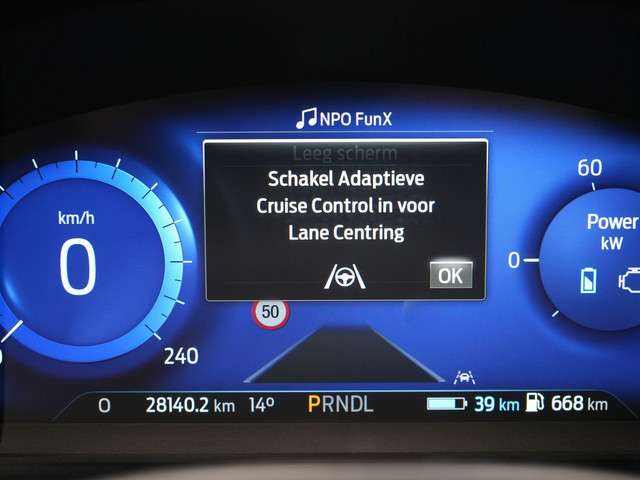 NPO FunX
Leeg scherm
Schakel Adaptieve
Cruise Control in voor
Lane Centring
OK
km/h
0
240
50
60
Power
kW
0
O 28140.2 km 14° PRNDL 39 km 668 km